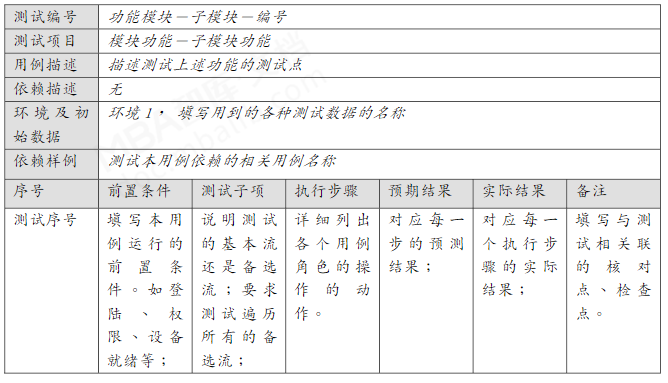 测试编号 功能模块－子模块－编号
测试项目 模块功能－子模块功能
用例描述 描述测试上述功能的测试点
依赖描述 无
环境及初 环境 1· 填写用到的各种测试数据的名称
始数据
依赖样例 测试本用例依赖的相关用例名称
序号 前置条件 测试子项 执行步骤 预期结果 实际结果 备注
测试序号 填写本用 说明测试 详细列出 对应每一 对应每一 填写与测
例运行的 的基本流 各个用例 步的预测 个执行步 试相关联
前置条 还是备选 角色的操 结果； 骤的实际 的核对
件。如登 流；要求 作的动 结果； 点、检查
陆、权 测试遍历 作。 点。
限、设备 所有的备
就绪等； 选流；